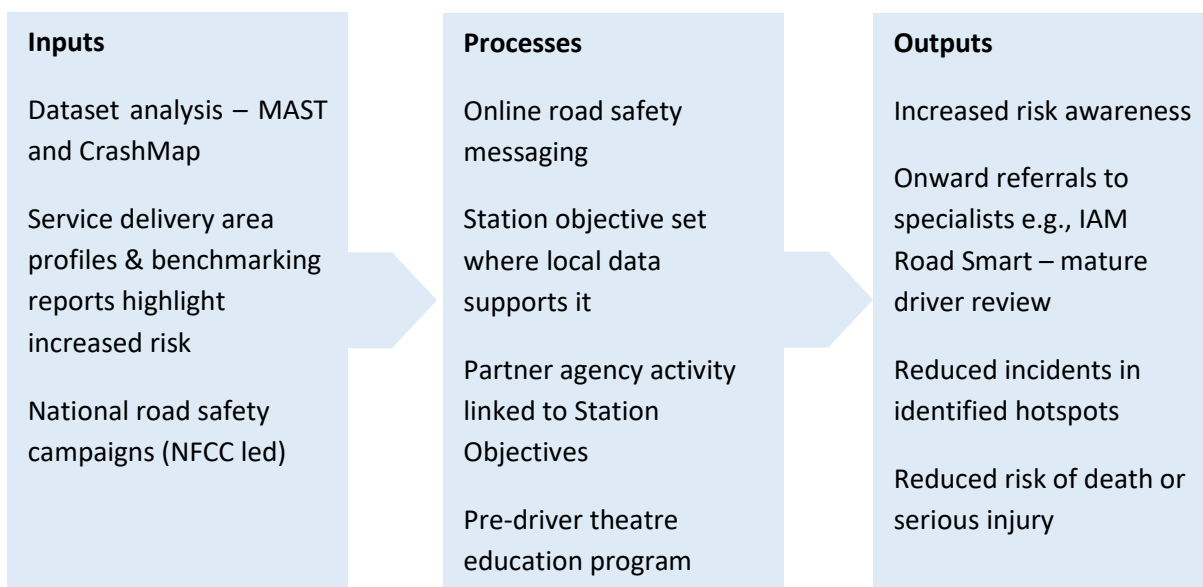 Inputs
Dataset analysis – MAST
and CrashMap
Service delivery area
profiles & benchmarking
reports highlight
increased risk
National road safety
campaigns (NFCC led)
Processes
Online road safety
messaging
Station objective set
where local data
supports it
Partner agency activity
linked to Station
Objectives
Pre-driver theatre
education program
Outputs
Increased risk awareness
Onward referrals to
specialists e.g., IAM
Road Smart – mature
driver review
Reduced incidents in
identified hotspots
Reduced risk of death or
serious injury